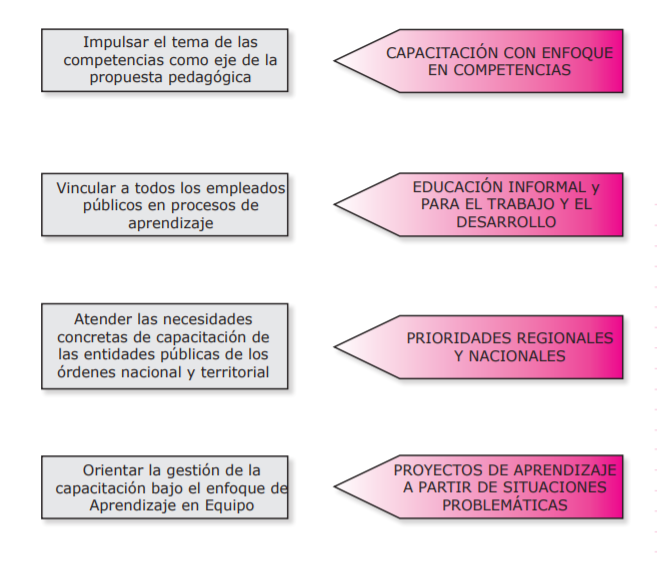 Impulsar el tema de las
competencias como eje de la
propuesta pedagógica
CAPACITACIÓN CON ENFOQUE
EN COMPETENCIAS
Vincular a todos los empleados
públicos en procesos de
aprendizaje
EDUCACIÓN INFORMAL y
PARA EL TRABAJO Y EL
DESARROLLO
Atender las necesidades
concretas de capacitación de
las entidades públicas de los
órdenes nacional y territorial
PRIORIDADES REGIONALES
Y NACIONALES
Orientar la gestión de la
capacitación bajo el enfoque de
Aprendizaje en Equipo
PROYECTOS DE APRENDIZAJE
A PARTIR DE SITUACIONES
PROBLEMÁTICAS